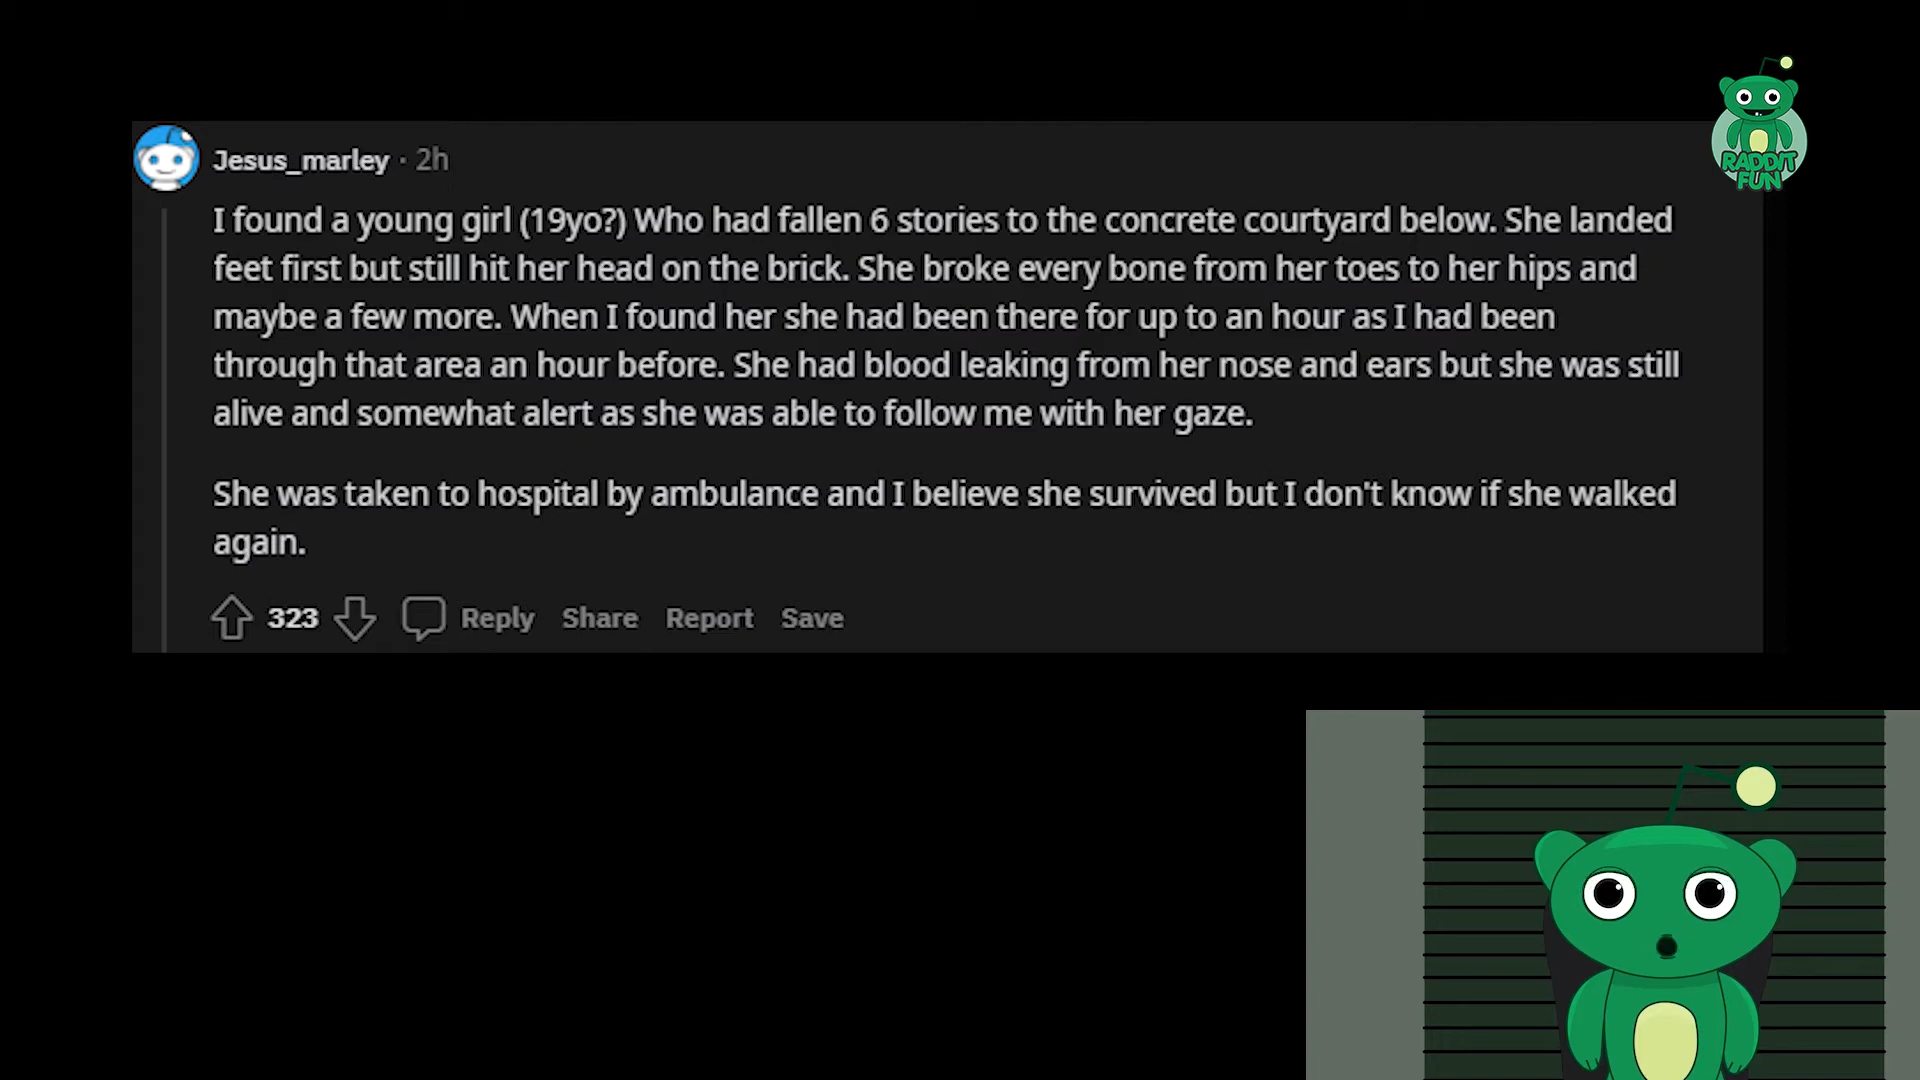 RADDIT
FUN
Jesus_marley · 2h
I found a young girl (19yo?) Who had fallen 6 stories to the concrete courtyard below. She landed
feet first but still hit her head on the brick. She broke every bone from her toes to her hips and
maybe a few more. When I found her she had been there for up to an hour as I had been
through that area an hour before. She had blood leaking from her nose and ears but she was still
alive and somewhat alert as she was able to follow me with her gaze.
She was taken to hospital by ambulance and I believe she survived but I don't know if she walked
again.
323 Reply Share Report Save